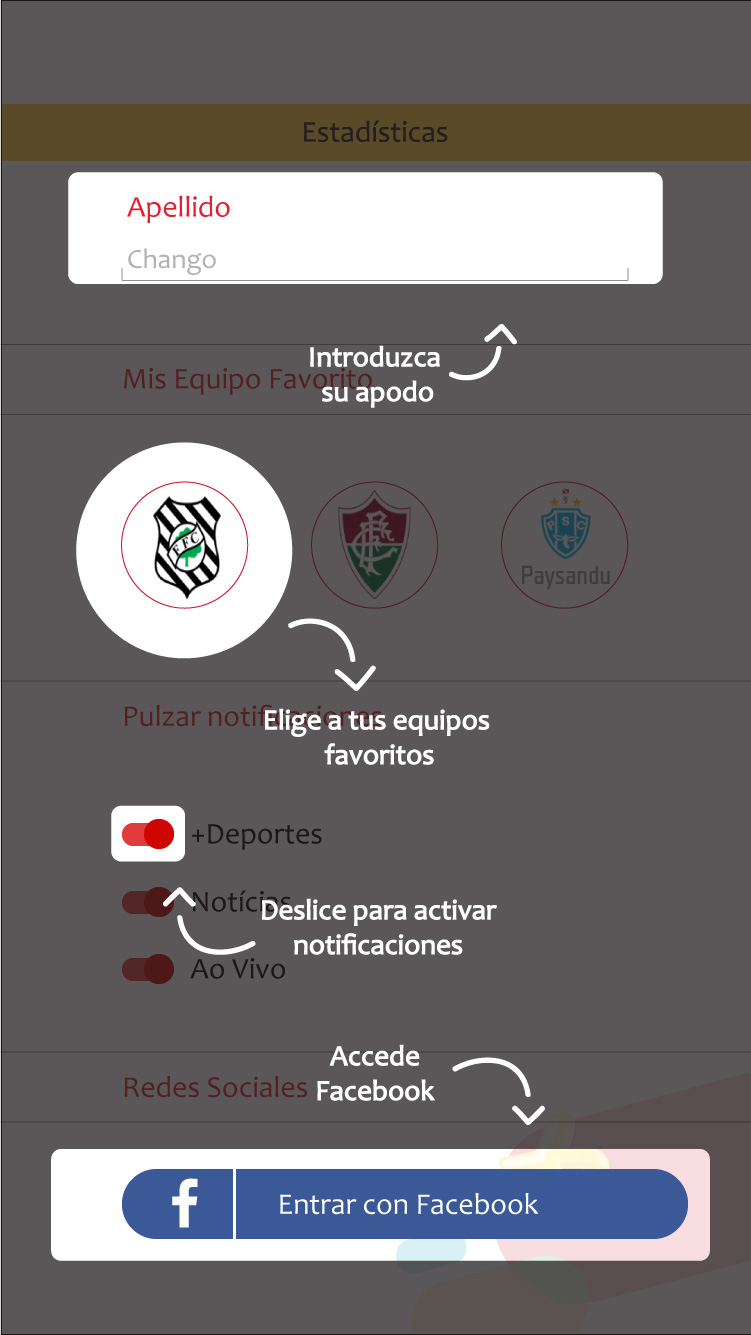 Estadísticas
Apellido
Chango
Introduzca
su apodo
Mis Equipo Favorito
FFC
FFC
PSC
Paysandu
Pulzar notificaciones
Elige a tus equipos
favoritos
+Deportes
Notícias
Deslice para activar
notificaciones
Ao Vivo
Accede
Facebook
Redes Sociales
f
Entrar con Facebook